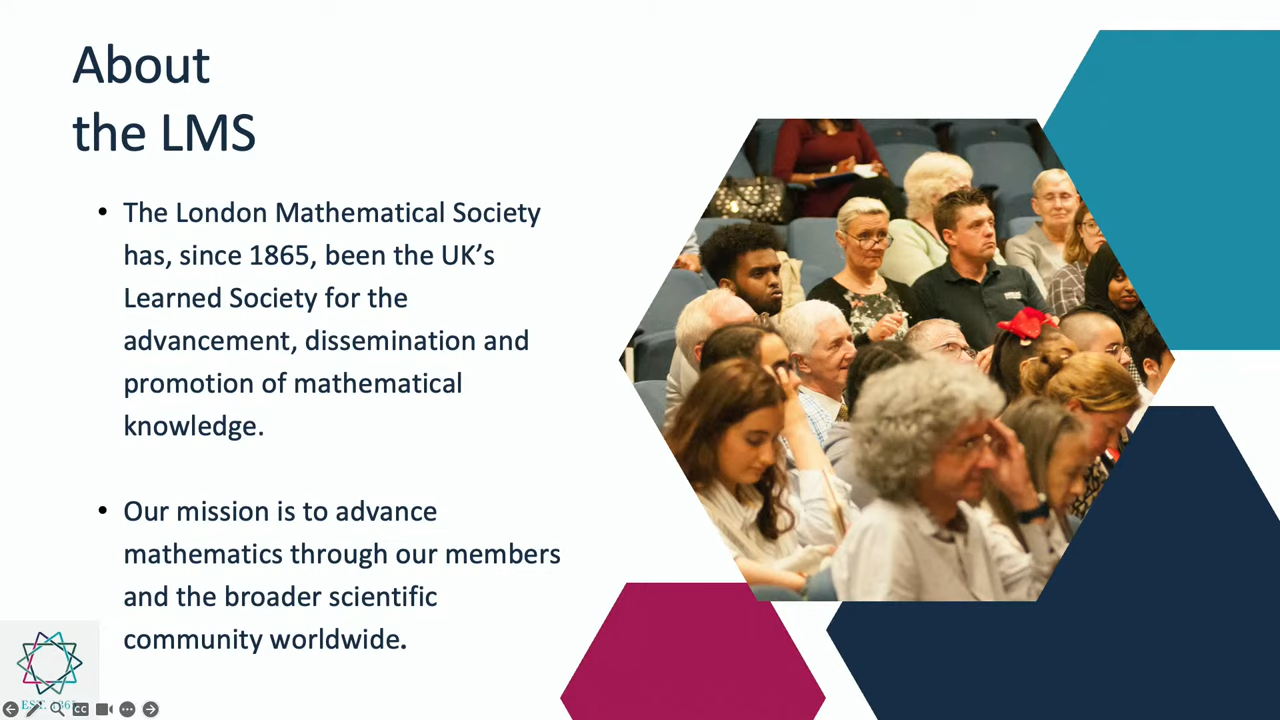 About
the LMS
• The London Mathematical Society
has, since 1865, been the UK’s
Learned Society for the
advancement, dissemination and
promotion of mathematical
knowledge.
• Our mission is to advance
mathematics through our members
and the broader scientific
community worldwide.
CC